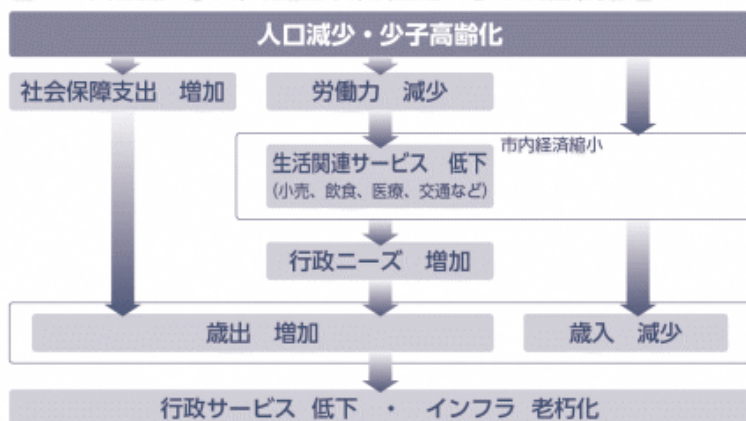 人口減少・少子高齢化
社会保障支出 増加
労働力 減少
市内経済縮小
生活関連サービス 低下
(小売、飲食、医療、交通など)
行政ニーズ 増加
歳出 増加
歳入 減少
行政サービス 低下 ・ インフラ 老朽化